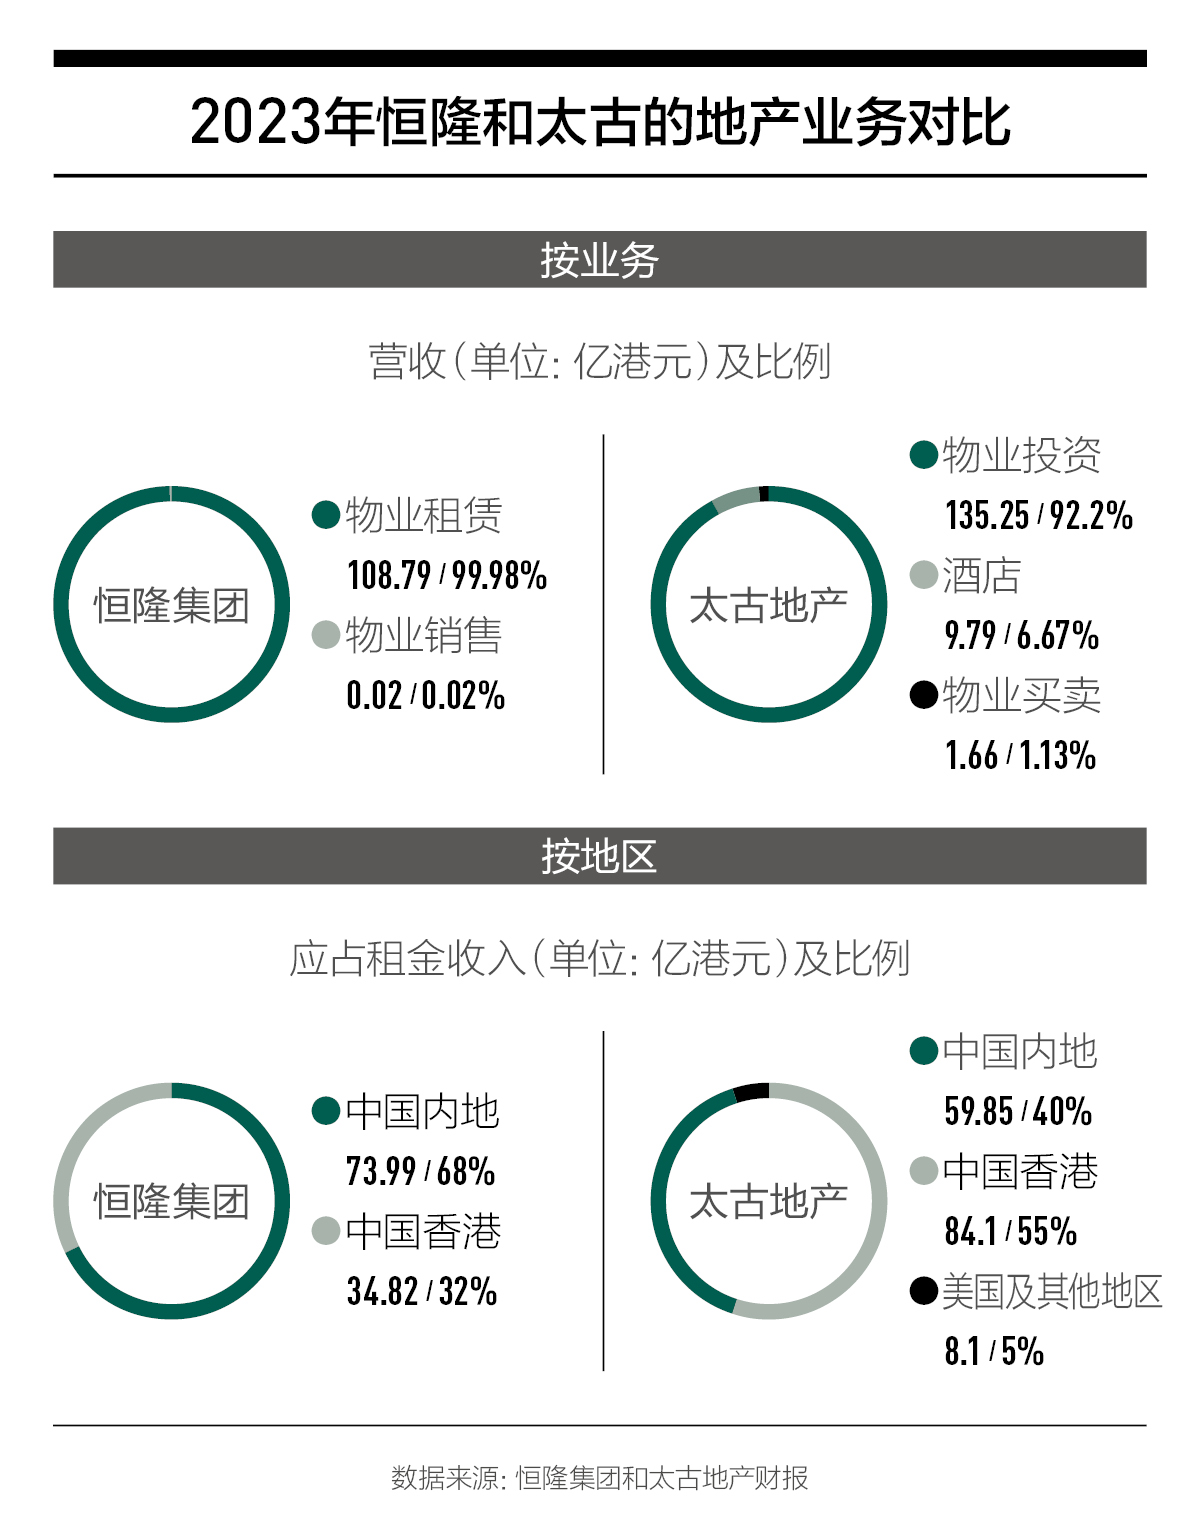 2023年恒隆和太古的地产业务对比
按业务
营收（单位：亿港元）及比例
恒隆集团
物业租赁
108.79 / 99.98%
物业销售
0.02 / 0.02%
太古地产
物业投资
135.25 / 92.2%
酒店
9.79 / 6.67%
物业买卖
1.66 / 1.13%
按地区
应占租金收入（单位：亿港元）及比例
恒隆集团
中国内地
73.99 / 68%
中国香港
34.82 / 32%
太古地产
中国内地
59.85 / 40%
中国香港
84.1 / 55%
美国及其他地区
8.1 / 5%
数据来源：恒隆集团和太古地产财报